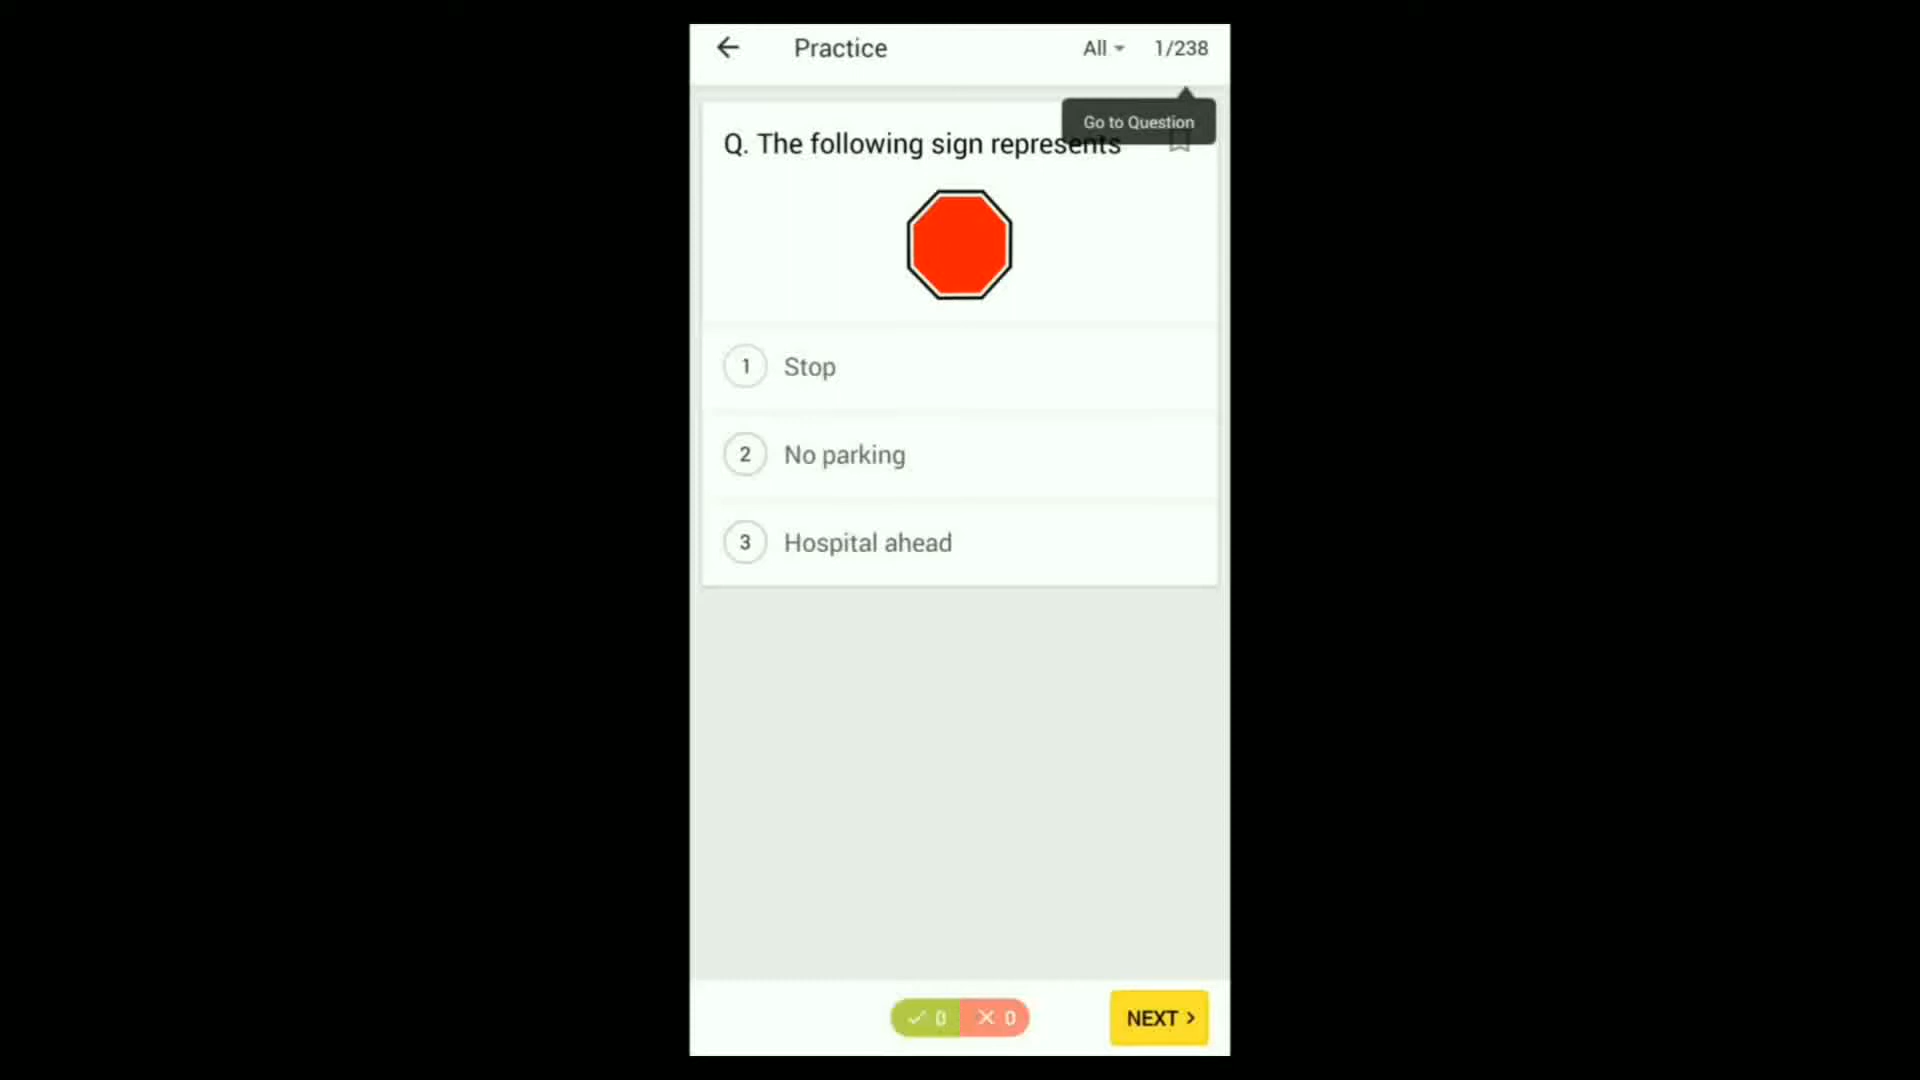 Practice
All
1/238
Go to Question
Q. The following sign represents
1 Stop
2 No parking
3 Hospital ahead
0
0
NEXT